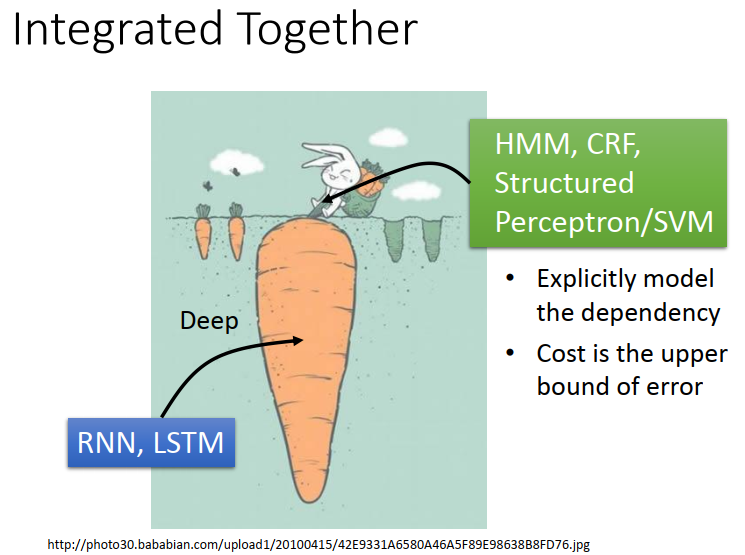 Integrated Together
HMM, CRF,
Structured
Perceptron/SVM
• Explicitly model
the dependency
• Cost is the upper
bound of error
Deep
RNN, LSTM
http://photo30.bababian.com/upload1/20100415/42E9331A6580A46A5F89E98638B8FD76.jpg